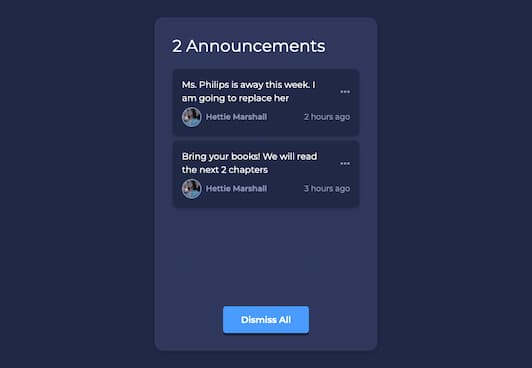 2 Announcements
Ms. Philips is away this week. I
am going to replace her
Hettie Marshall 2 hours ago
Bring your books! We will read
the next 2 chapters
Hettie Marshall 3 hours ago
Dismiss All